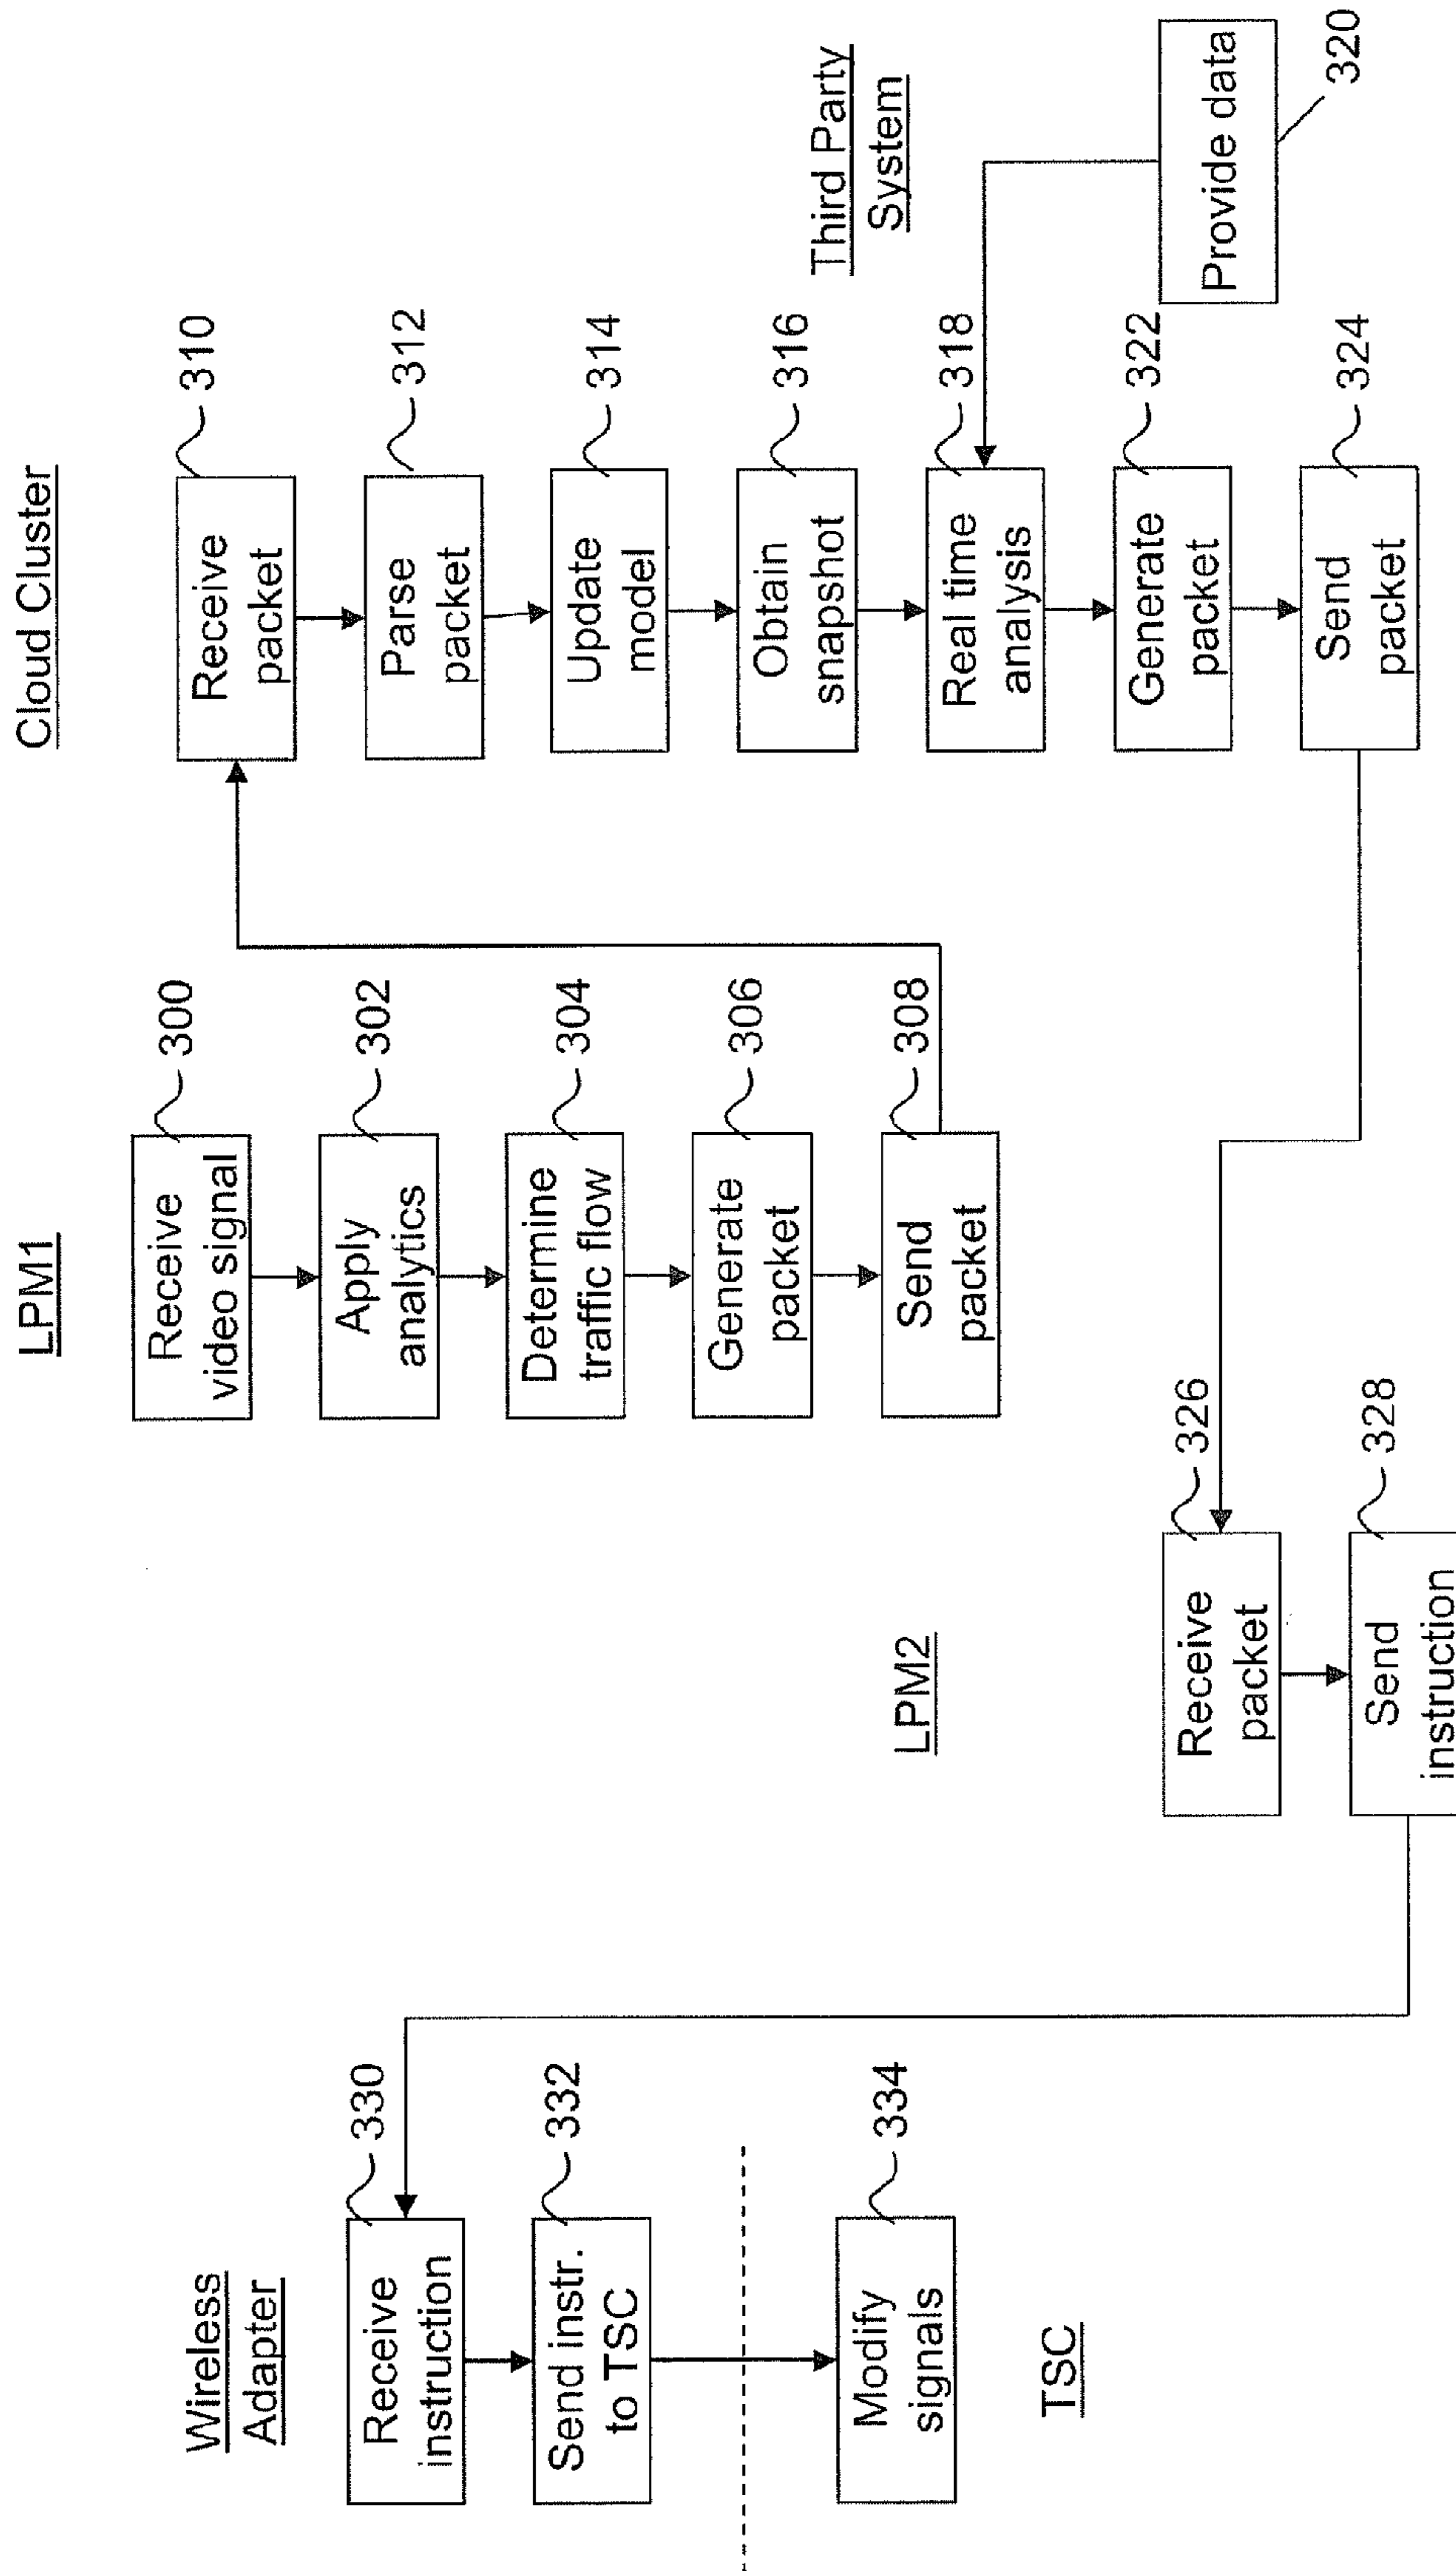 Wireless
Adapter
Receive
instruction
330
Send instr.
to TSC
332
Modify
signals
334
TSC
LPM2
Receive
packet
326
Send
instruction
328
LPM1
Receive
video signal
300
Apply
analytics
302
Determine
traffic flow
304
Generate
packet
306
Send
packet
308
Cloud Cluster
Receive
packet
310
Parse
packet
312
Update
model
314
Obtain
snapshot
316
Real time
analysis
318
Generate
packet
322
Send
packet
324
Third Party
System
Provide data
320